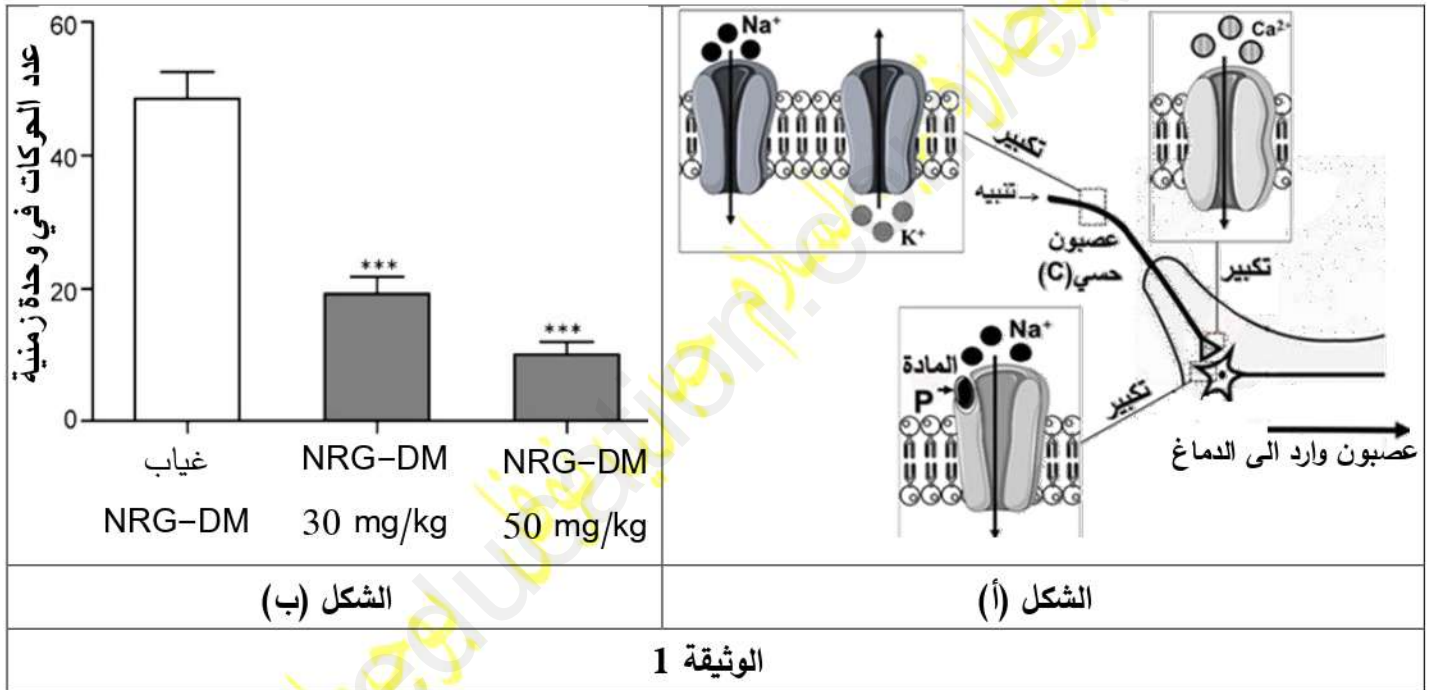 Na⁺
K⁺
تكبير
Ca²⁺
تكبير
تنبيه
عصبون
حسي(C)
Na⁺
المادة
P
تكبير
عصبون وارد الى الدماغ
الشكل (أ)
عدد الحركات في وحدة زمنية
60
40
20
0
***
***
غياب
NRG-DM
NRG-DM
30 mg/kg
NRG-DM
50 mg/kg
الشكل (ب)
الوثيقة 1